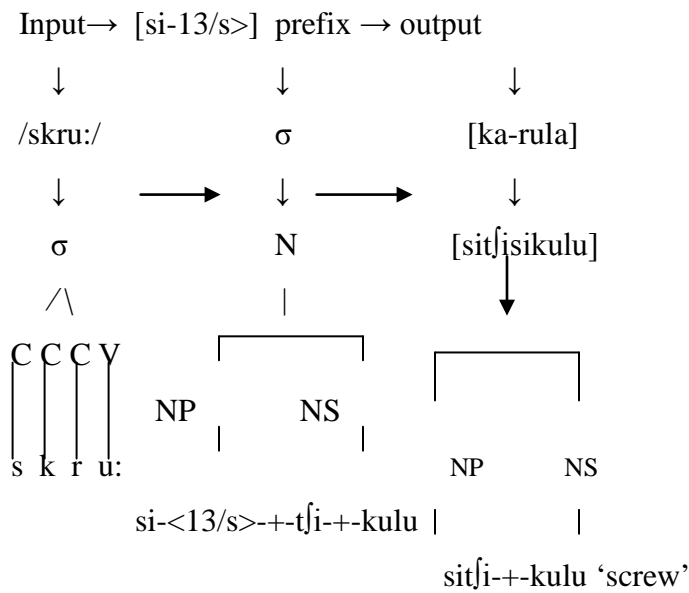 Input→ [si-13/s>] prefix → output
↓ ↓ ↓
/skru:/ σ [ka-rula]
↓ → ↓ → ↓
σ N [sitʃisikulu]
/\ | ↓
C C C V
NP NS
s k r u: NP NS
si-<13/s>-+-tʃi-+-kulu
sitʃi-+-kulu ‘screw’